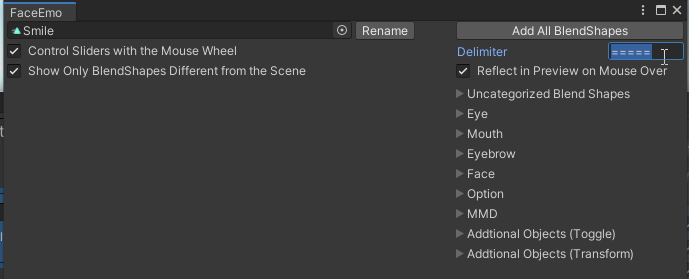 FaceEmo
Smile
Rename
Add All BlendShapes
Control Sliders with the Mouse Wheel
Delimiter
=====
Show Only BlendShapes Different from the Scene
Reflect in Preview on Mouse Over
Uncategorized Blend Shapes
Eye
Mouth
Eyebrow
Face
Option
MMD
Addtional Objects (Toggle)
Addtional Objects (Transform)